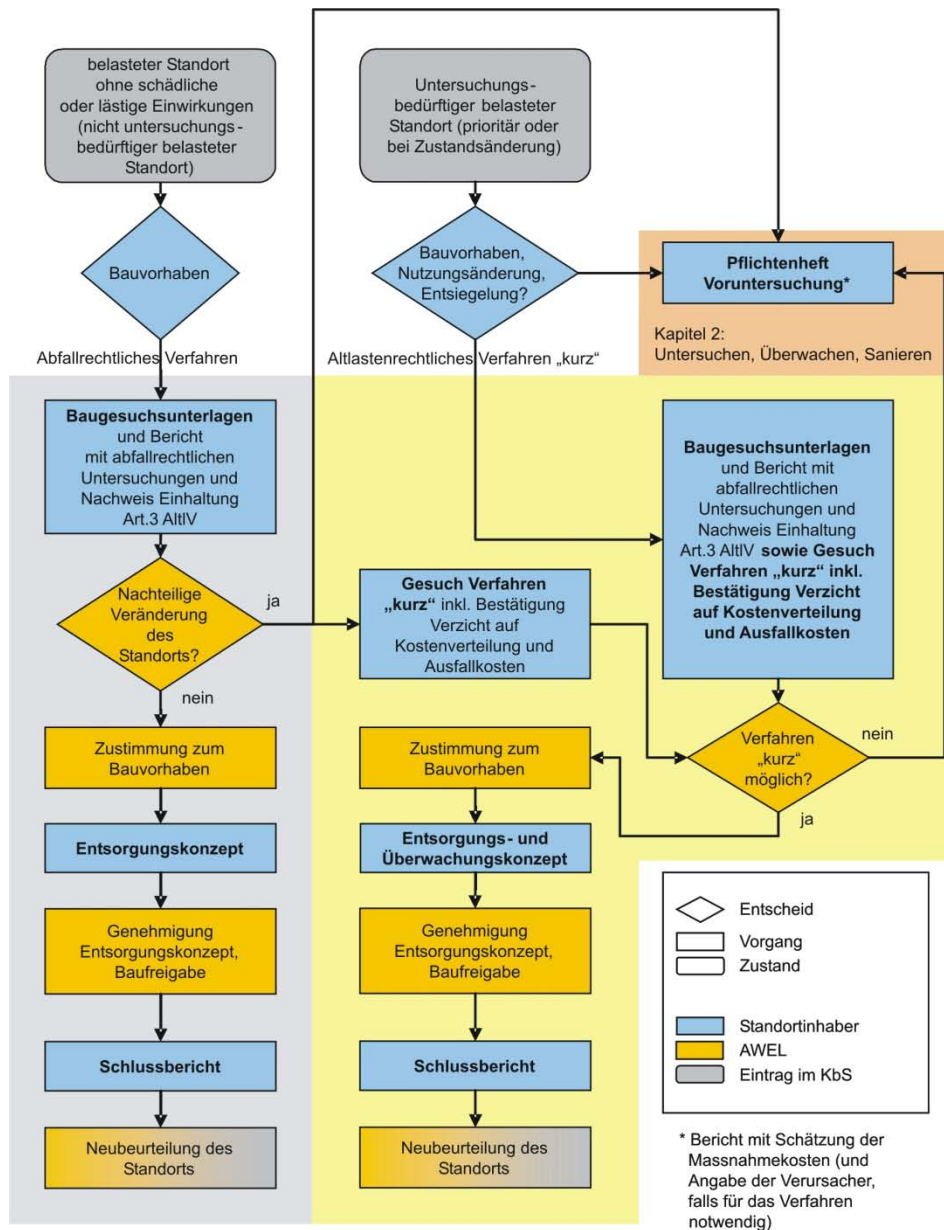 belasteter Standort
ohne schädliche
oder lästige Einwirkungen
(nicht untersuchungs-
bedürftiger belasteter
Standort)
Untersuchungs-
bedürftiger belasteter
Standort (prioritär oder
bei Zustandsänderung)
Bauvorhaben
Bauvorhaben,
Nutzungsänderung,
Entsiegelung?
Pflichtenheft
Voruntersuchung*
Kapitel 2:
Untersuchen, Überwachen, Sanieren
Abfallrechtliches Verfahren
Altlastenrechtliches Verfahren „kurz“
Baugesuchsunterlagen
und Bericht
mit abfallrechtlichen
Untersuchungen und
Nachweis Einhaltung
Art.3 AltlV
Baugesuchsunterlagen
und Bericht mit
abfallrechtlichen
Untersuchungen und
Nachweis Einhaltung
Art.3 AltlV sowie Gesuch
Verfahren „kurz“ inkl.
Bestätigung Verzicht
auf Kostenverteilung
und Ausfallkosten
Nachteilige
Veränderung
des
Standorts?
ja
nein
Gesuch Verfahren
„kurz“ inkl. Bestätigung
Verzicht auf
Kostenverteilung und
Ausfallkosten
Verfahren
„kurz“
möglich?
nein
ja
Zustimmung zum
Bauvorhaben
Entsorgungskonzept
Genehmigung
Entsorgungskonzept,
Baufreigabe
Schlussbericht
Neubeurteilung des
Standorts
Zustimmung zum
Bauvorhaben
Entsorgungs- und
Überwachungskonzept
Genehmigung
Entsorgungskonzept,
Baufreigabe
Schlussbericht
Neubeurteilung des
Standorts
Entscheid
Vorgang
Zustand
Standortinhaber
AWEL
Eintrag im KbS
* Bericht mit Schätzung der
Massnahmekosten (und
Angabe der Verursacher,
falls für das Verfahren
notwendig)